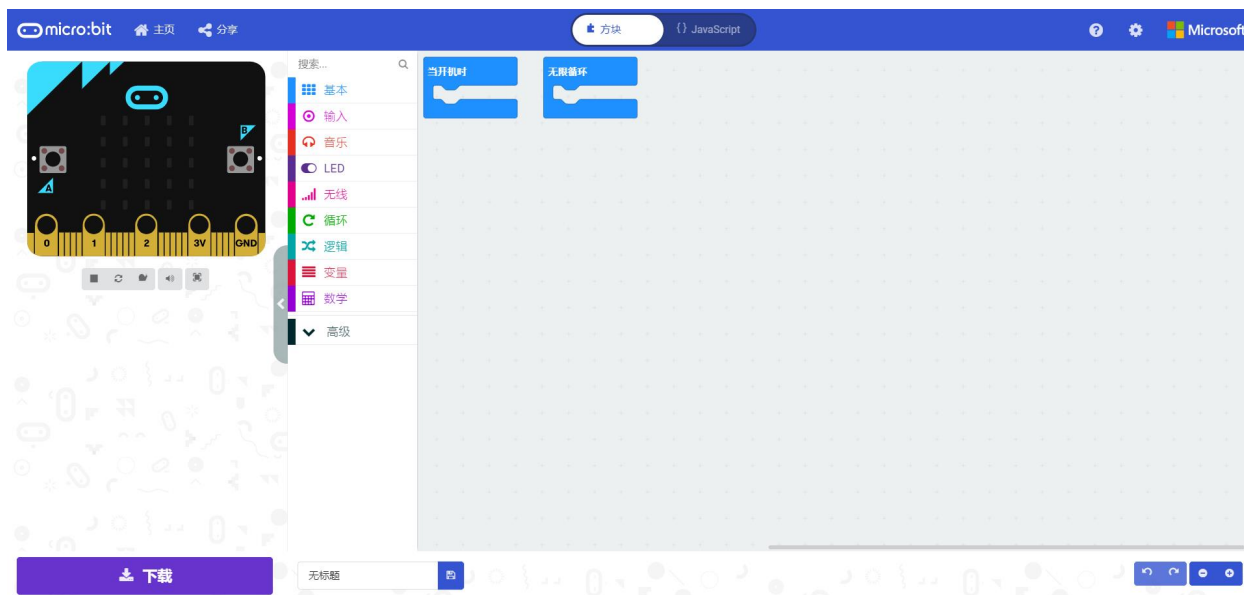 micro:bit 主页 分享 方块 {} JavaScript Microsoft
搜索...
基本
输入
音乐
LED
无线
循环
逻辑
变量
数学
高级
当开机时 无限循环
B
A
0 1 2 3V GND
下载
无标题